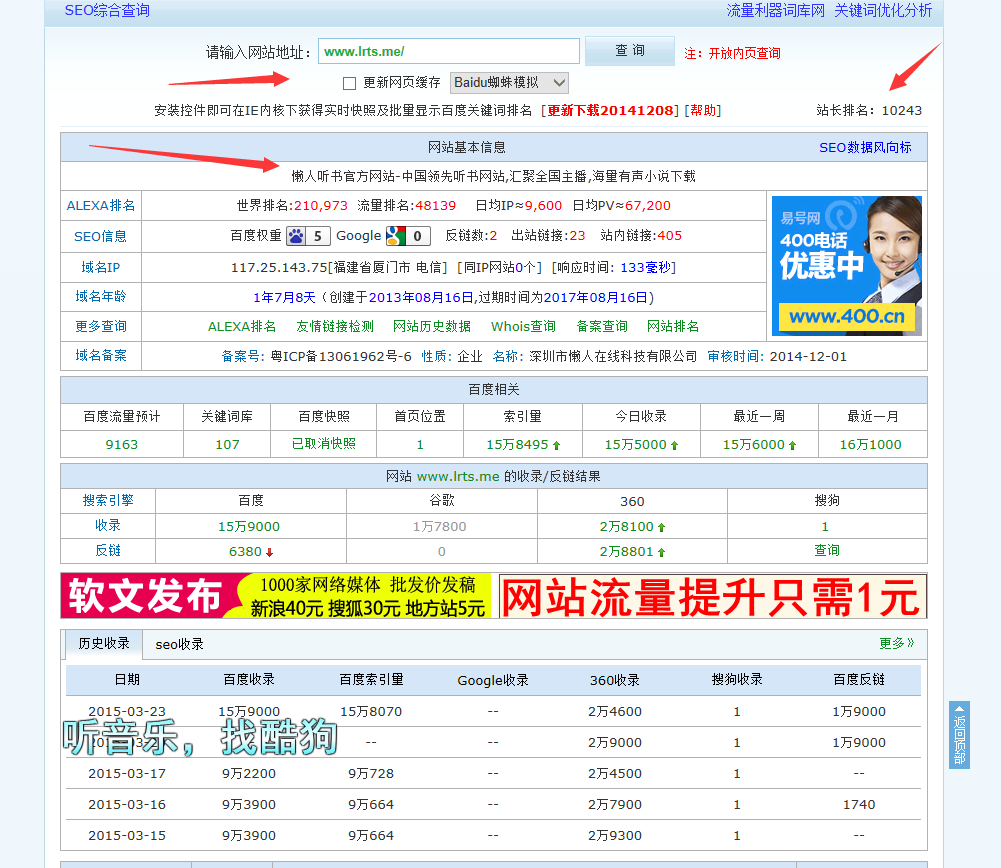 SEO综合查询 流量利器词库网 关键词优化分析
请输入网站地址： www.lrts.me/ 查 询 注：开放内页查询
更新网页缓存 Baidu蜘蛛模拟
安装控件即可在IE内核下获得实时快照及批量显示百度关键词排名 [更新下载20141208] [帮助] 站长排名：10243
网站基本信息 SEO数据风向标
懒人听书官方网站-中国领先听书网站,汇聚全国主播,海量有声小说下载
ALEXA排名 世界排名:210,973 流量排名:48139 日均IP≈9,600 日均PV≈67,200
SEO信息 百度权重 5 Google 0 反链数:2 出站链接:23 站内链接:405
域名IP 117.25.143.75[福建省厦门市 电信] [同IP网站0个] [响应时间：133毫秒]
域名年龄 1年7月8天（创建于2013年08月16日,过期时间为2017年08月16日）
更多查询 ALEXA排名 友情链接检测 网站历史数据 Whois查询 备案查询 网站排名
域名备案 备案号: 粤ICP备13061962号-6 性质: 企业 名称: 深圳市懒人在线科技有限公司 审核时间: 2014-12-01
易号网
400电话
优惠中
www.400.cn
百度相关
百度流量预计 关键词库 百度快照 首页位置 索引量 今日收录 最近一周 最近一月
9163 107 已取消快照 1 15万8495 15万5000 15万6000 16万1000
网站 www.lrts.me 的收录/反链结果
搜索引擎 百度 谷歌 360 搜狗
收录 15万9000 1万7800 2万8100 1
反链 6380 0 2万8801 查询
软文发布 1000家网络媒体 批发价发稿
新浪40元 搜狐30元 地方站5元
网站流量提升只需1元
历史收录 seo收录 更多》
日期 百度收录 百度索引量 Google收录 360收录 搜狗收录 百度反链
2015-03-23 15万9000 15万8070 -- 2万4600 1 1万9000
听音乐，找酷狗
-- -- 2万9000 1 1万9000
2015-03-17 9万2200 9万728 -- 2万4500 1 --
2015-03-16 9万3900 9万664 -- 2万7900 1 1740
2015-03-15 9万3900 9万664 -- 2万9300 1 --
返回顶部